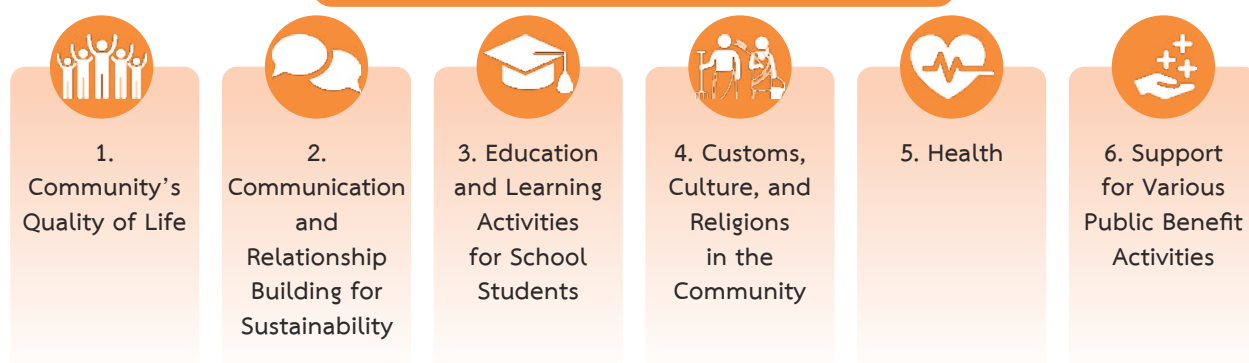 1.
Community’s
Quality of Life
2.
Communication
and
Relationship
Building for
Sustainability
3. Education
and Learning
Activities
for School
Students
4. Customs,
Culture, and
Religions
in the
Community
5. Health
6. Support
for Various
Public Benefit
Activities